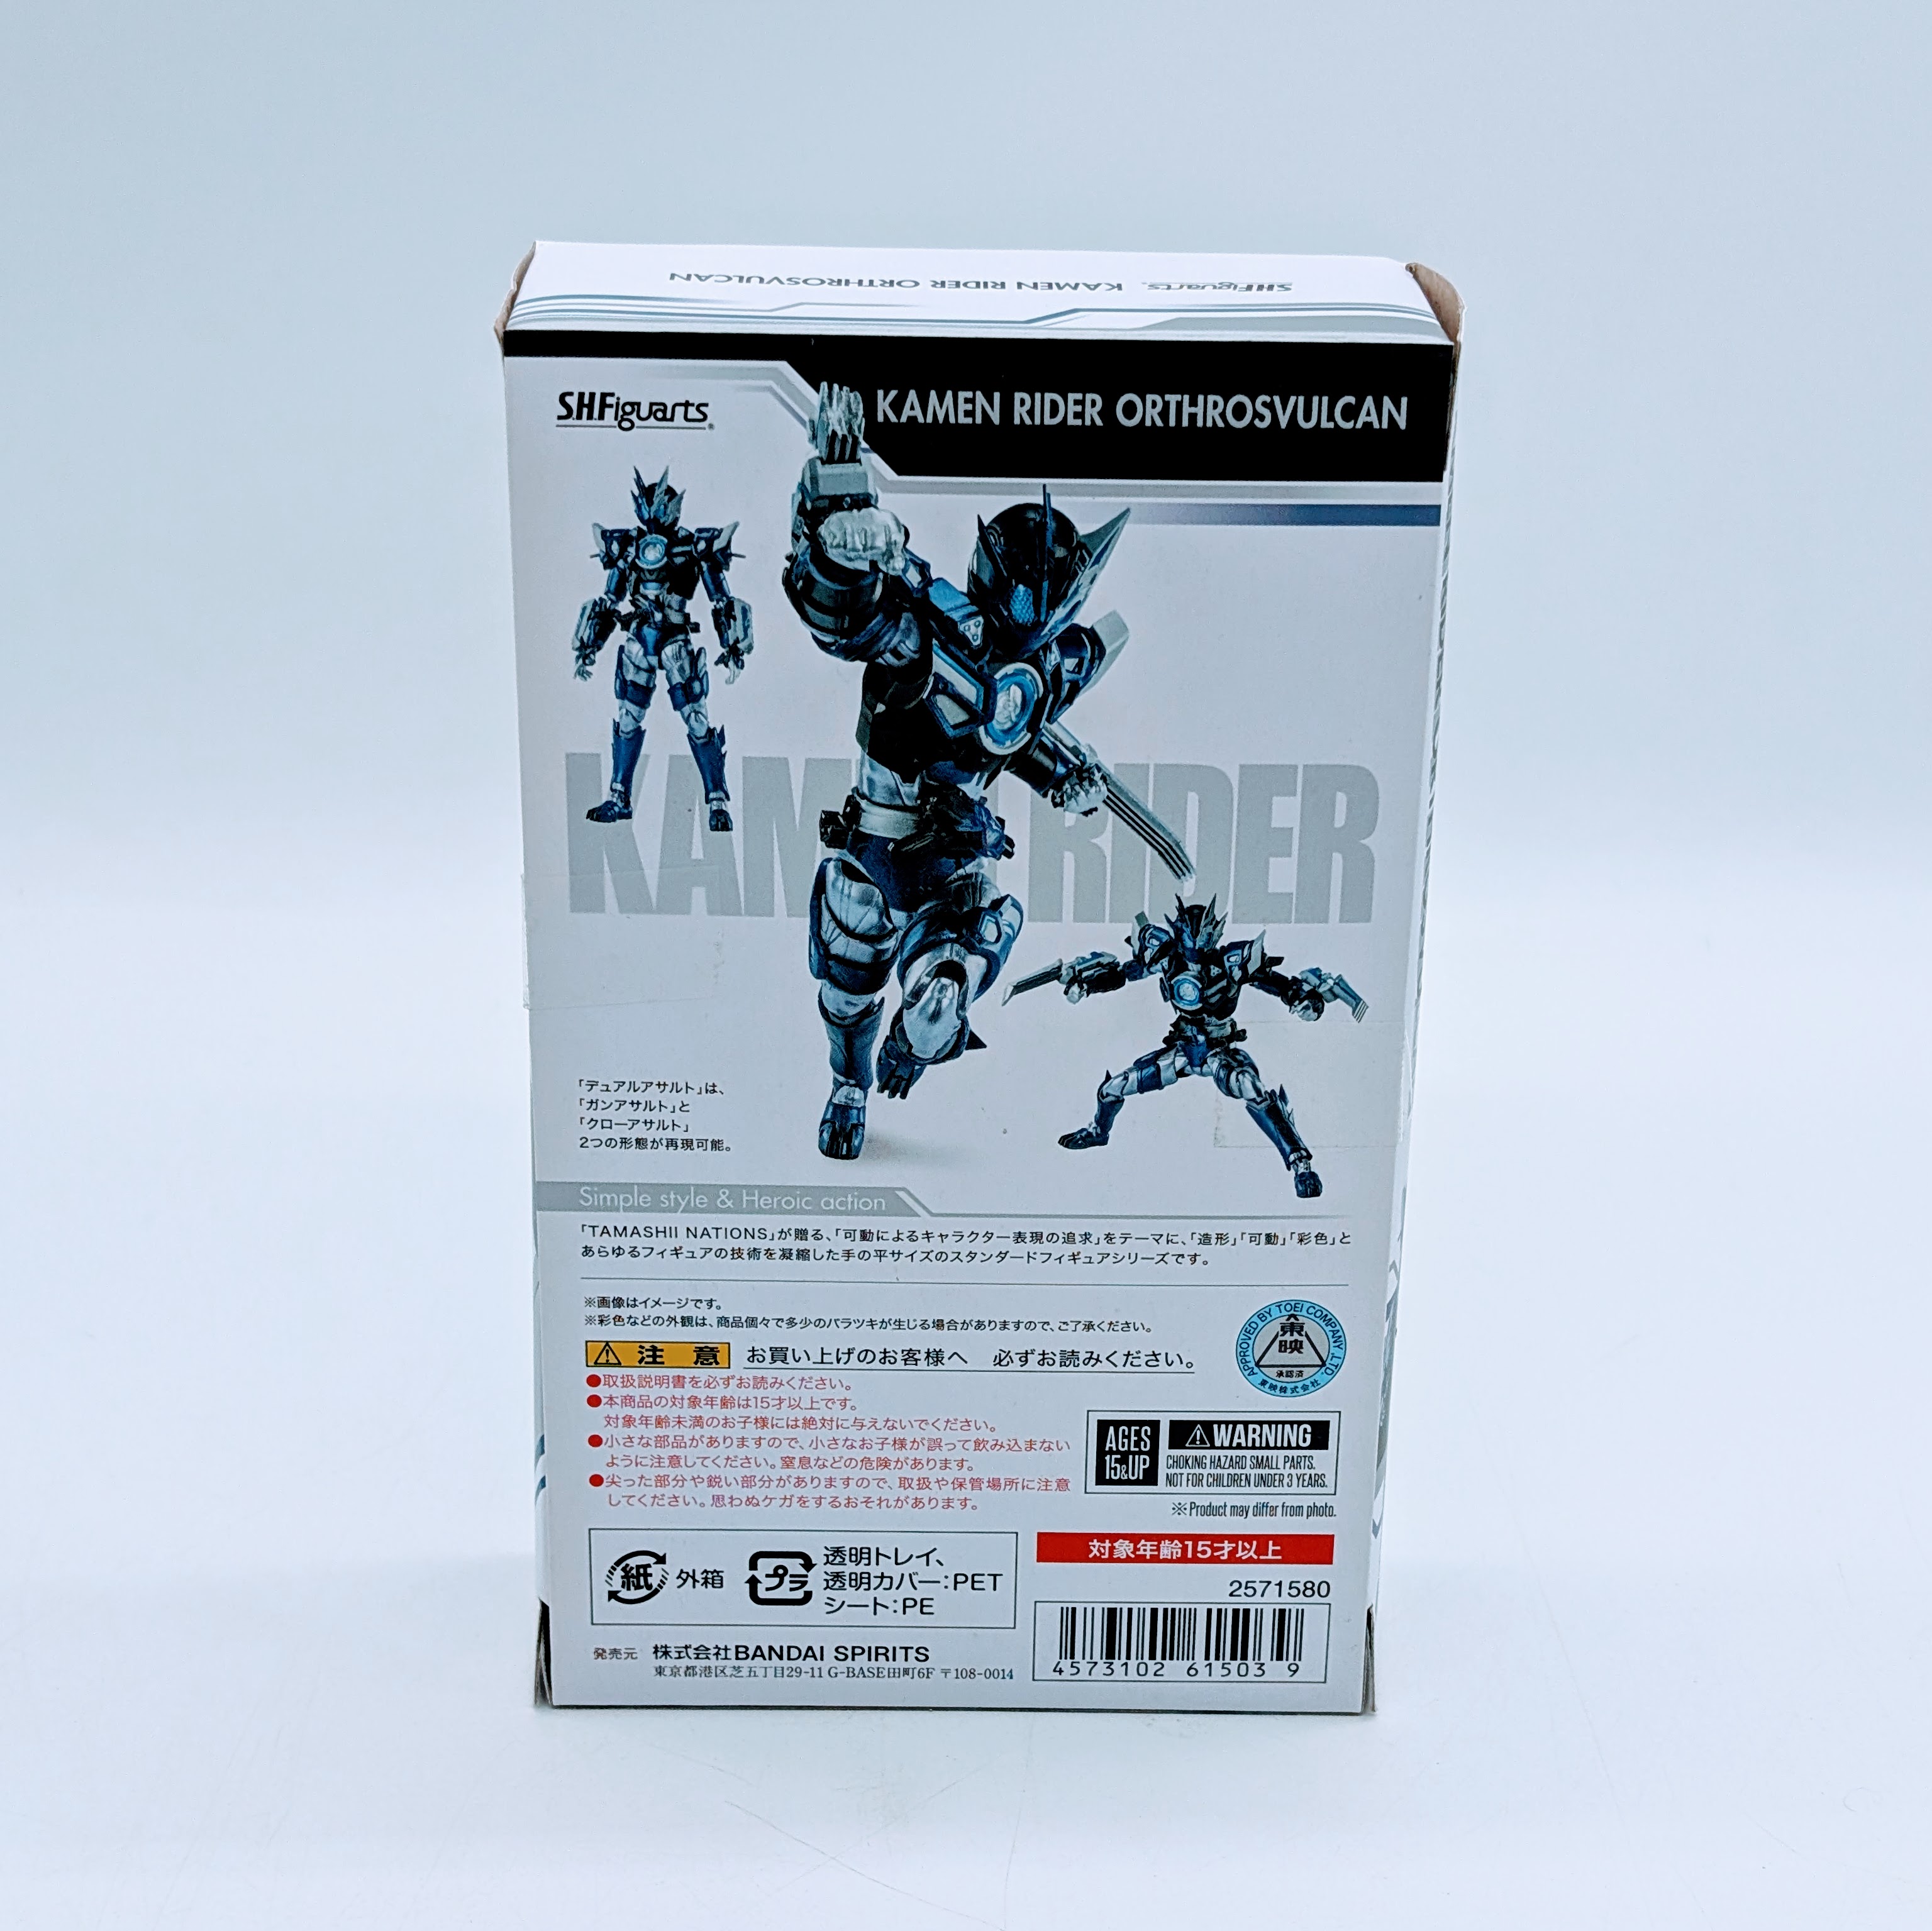 S.H.Figuarts. KAMEN RIDER ORTHROSVULCAN
S.H.Figuarts®
KAMEN RIDER ORTHROSVULCAN
KAMEN RIDER
「デュアルアサルト」は、
「ガンアサルト」と
「クローアサルト」
2つの形態が再現可能。
Simple style & Heroic action
「TAMASHII NATIONS」が贈る、「可動によるキャラクター表現の追求」をテーマに、「造形」「可動」「彩色」と
あらゆるフィギュアの技術を凝縮した手の平サイズのスタンダードフィギュアシリーズです。
※画像はイメージです。
※彩色などの外観は、商品個々で多少のバラツキが生じる場合がありますので、ご了承ください。
⚠注 意 お買い上げのお客様へ 必ずお読みください。
●取扱説明書を必ずお読みください。
●本商品の対象年齢は15才以上です。
対象年齢未満のお子様には絶対に与えないでください。
●小さな部品がありますので、小さなお子様が誤って飲み込まない
ように注意してください。窒息などの危険があります。
●尖った部分や鋭い部分がありますので、取扱や保管場所に注意
してください。思わぬケガをするおそれがあります。
APPROVED BY TOEI COMPANY, LTD.
東映
承認済
東映株式会社
AGES
15&UP
⚠WARNING
CHOKING HAZARD SMALL PARTS.
NOT FOR CHILDREN UNDER 3 YEARS.
※Product may differ from photo.
対象年齢15才以上
紙 外箱
プラ
透明トレイ、
透明カバー：PET
シート：PE
2571580
4573102 61503 9
発売元 株式会社BANDAI SPIRITS
東京都港区芝五丁目29-11 G-BASE田町6F 〒108-0014